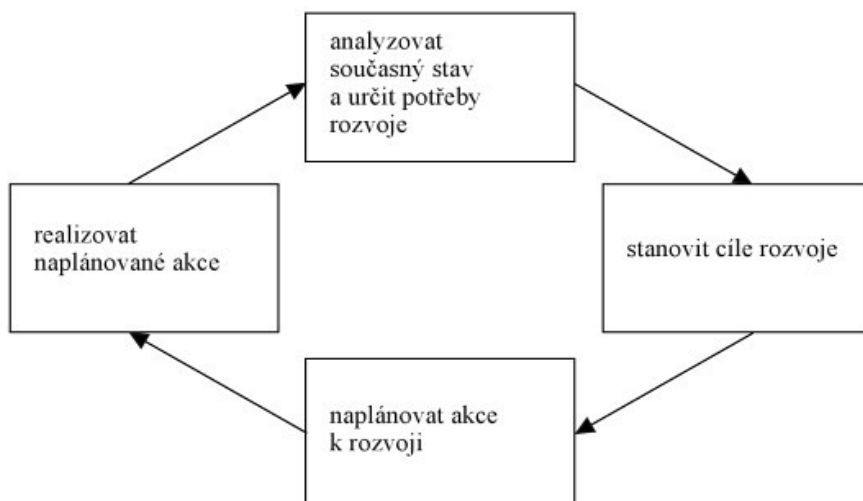 analyzovat
současný stav
a určit potřeby
rozvoje
stanovit cíle rozvoje
naplánovat akce
k rozvoji
realizovat
naplánované akce